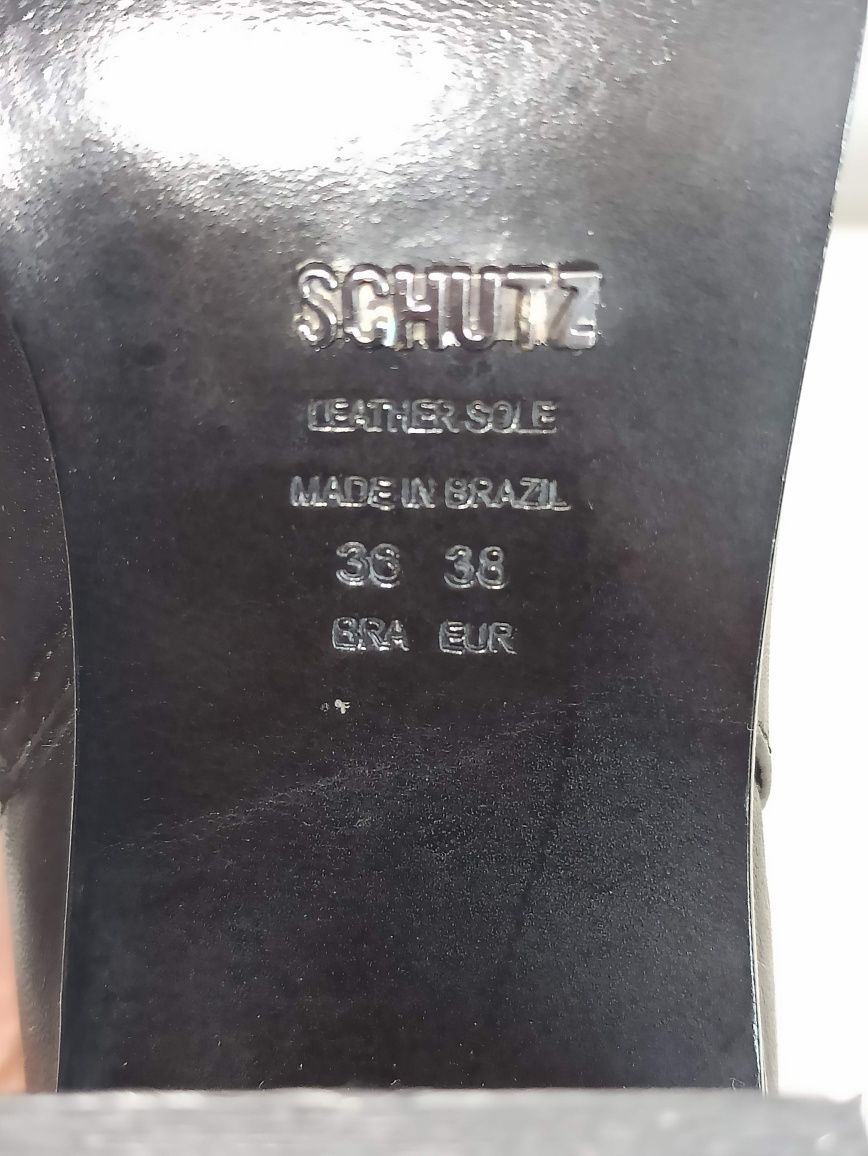 SCHUTZ
LEATHER SOLE
MADE IN BRAZIL
36 38
BRA EUR